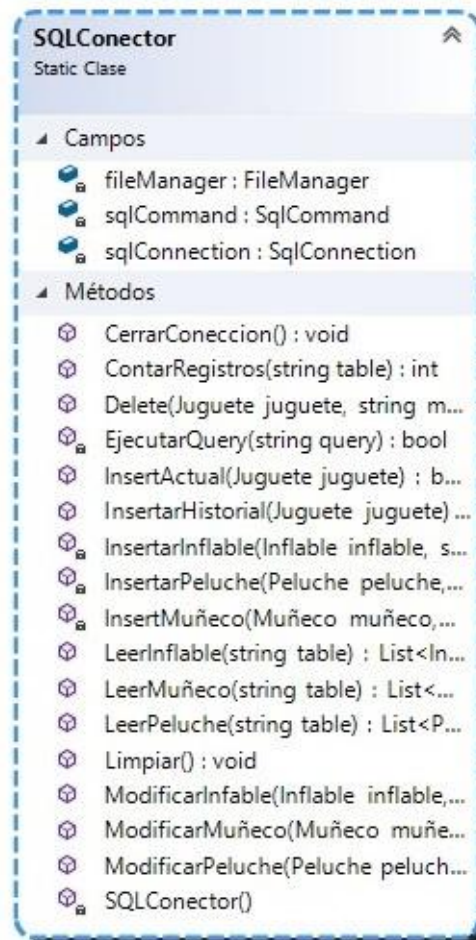 SQLConector
Static Clase
Campos
fileManager : FileManager
sqlCommand : SqlCommand
sqlConnection : SqlConnection
Métodos
CerrarConeccion() : void
ContarRegistros(string table) : int
Delete(Juguete juguete, string m...
EjecutarQuery(string query) : bool
InsertActual(Juguete juguete) : b...
InsertarHistorial(Juguete juguete) ...
InsertarInflable(Inflable inflable, s...
InsertarPeluche(Peluche peluche,...
InsertMuñeco(Muñeco muñeco,...
LeerInflable(string table) : List<In...
LeerMuñeco(string table) : List<...
LeerPeluche(string table) : List<P...
Limpiar() : void
ModificarInfable(Inflable inflable,...
ModificarMuñeco(Muñeco muñe...
ModificarPeluche(Peluche peluch...
SQLConector()